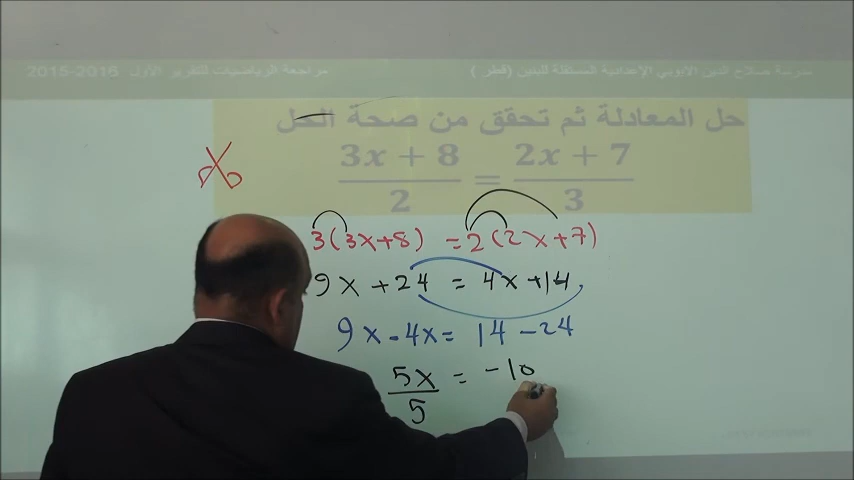 مدرسة صلاح الدين الأيوبي الإعدادية المستقلة للبنين (قطر)
مراجعة الرياضيات للتقرير الأول 2015-2016
حل المعادلة ثم تحقق من صحة الحل
(3x + 8)/2 = (2x + 7)/3
3(3x+8) = 2(2x+7)
9x + 24 = 4x + 14
9x - 4x = 14 - 24
5x/5 = -10